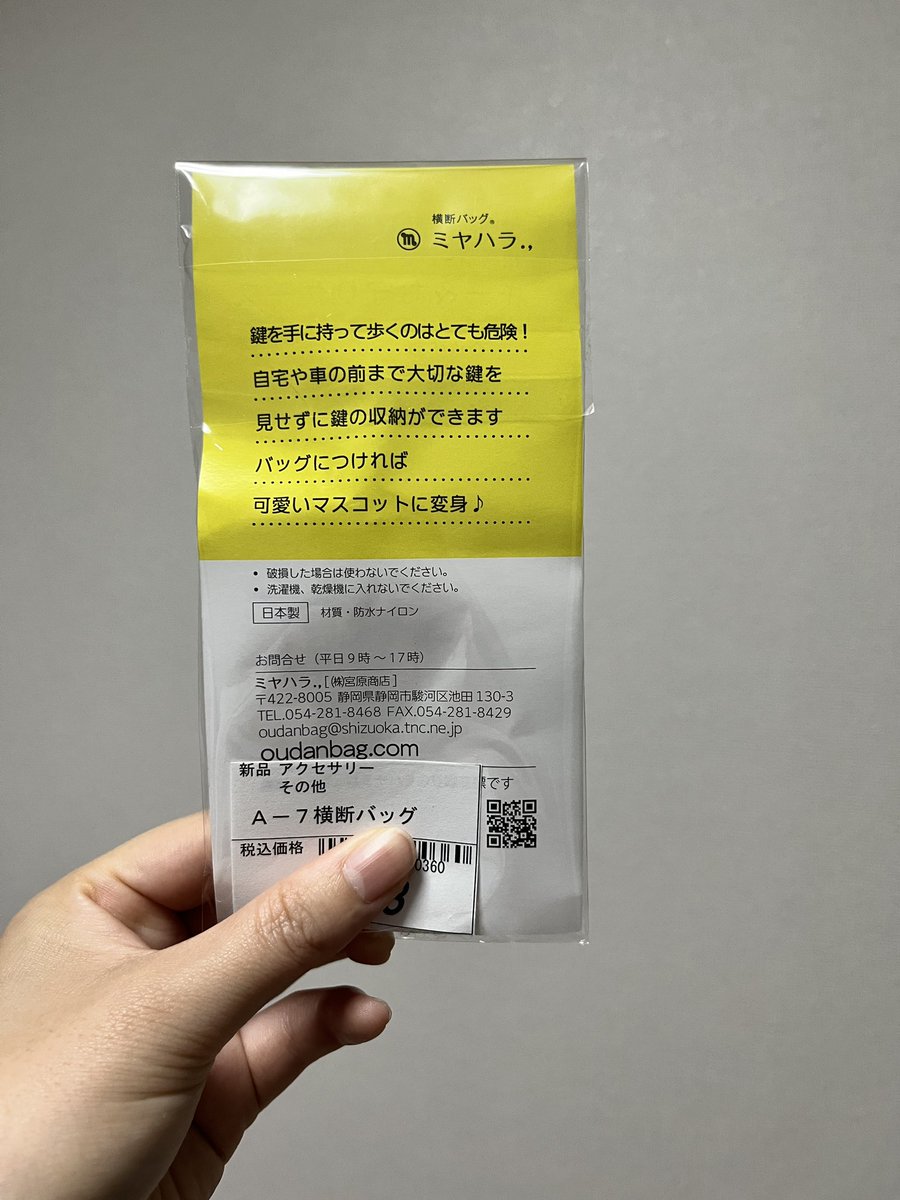 横断バッグ®
ミヤハラ.,
鍵を手に持って歩くのはとても危険!
自宅や車の前まで大切な鍵を
見せずに鍵の収納ができます
バッグにつければ
可愛いマスコットに変身♪
• 破損した場合は使わないでください。
• 洗濯機、乾燥機に入れないでください。
日本製 材質・防水ナイロン
お問合せ(平日9時~17時)
ミヤハラ.,[㈱宮原商店]
〒422-8005 静岡県静岡市駿河区池田130-3
TEL.054-281-8468 FAX.054-281-8429
oudanbag@shizuoka.tnc.ne.jp
oudanbag.com
標です
新品 アクセサリー
その他
A-7横断バッグ
税込価格
0360